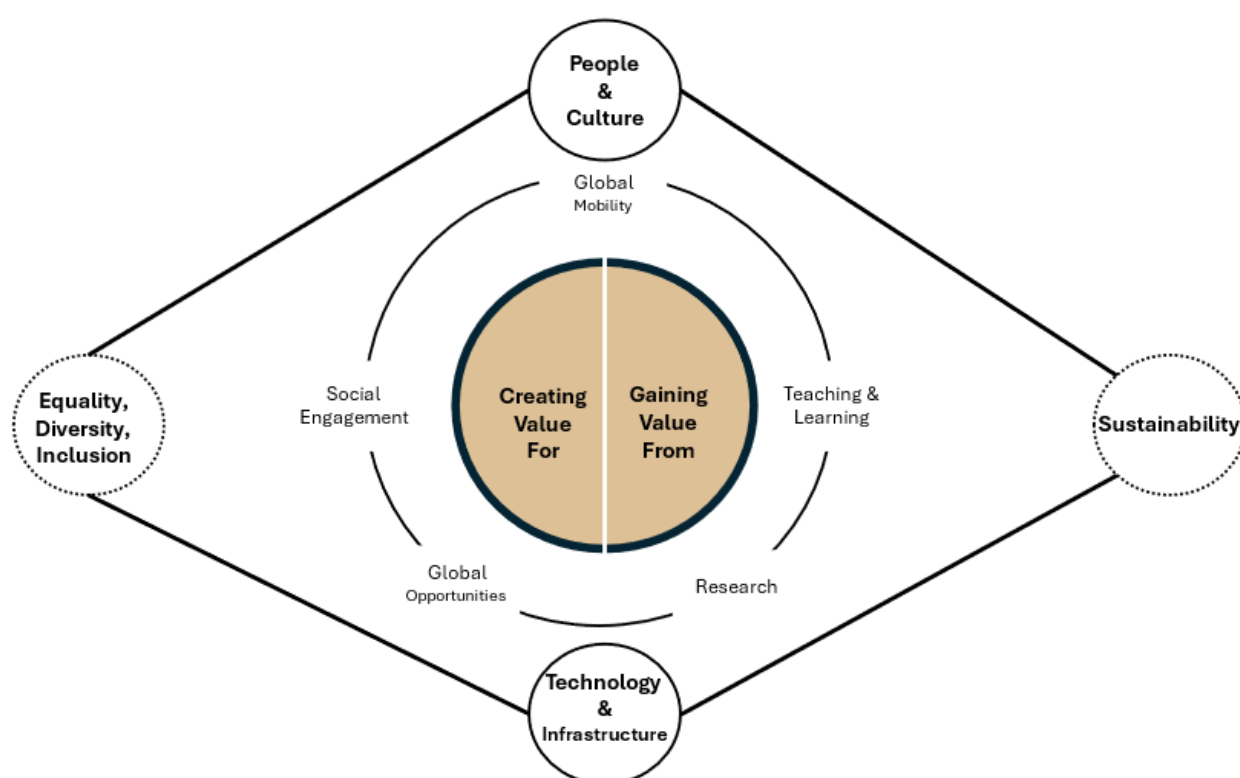 People
&
Culture
Global
Mobility
Social
Engagement
Creating
Value
For
Gaining
Value
From
Teaching &
Learning
Equality,
Diversity,
Inclusion
Sustainability
Global
Opportunities
Research
Technology
&
Infrastructure